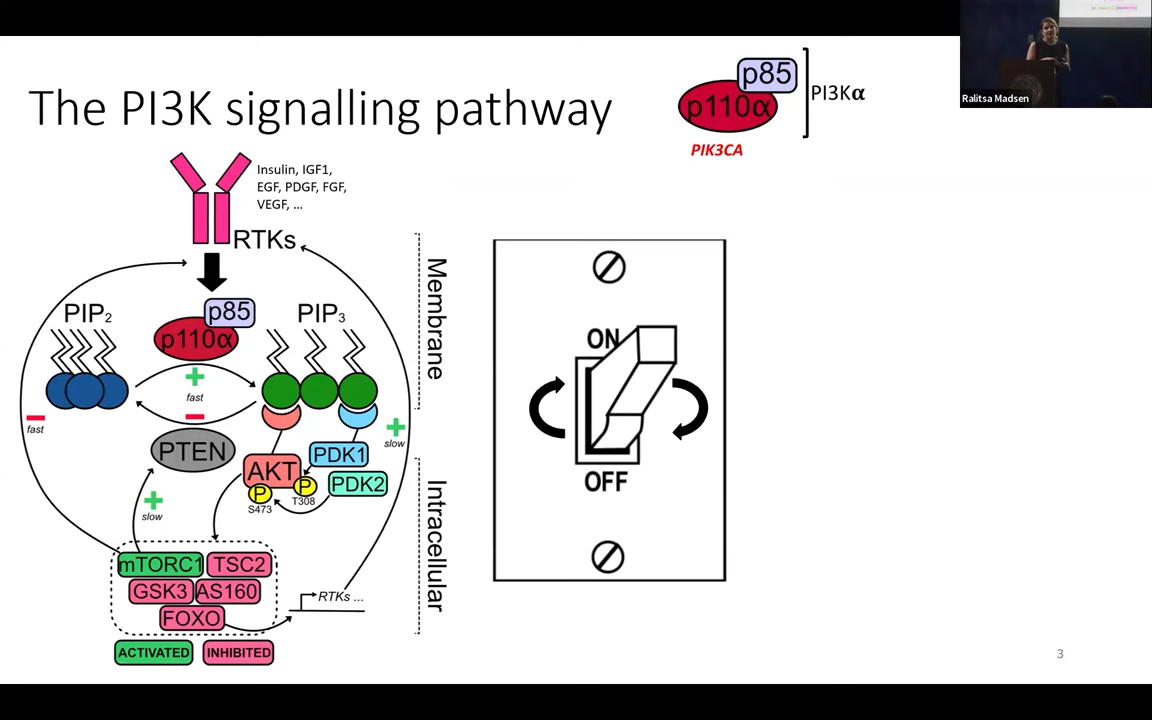 Ralitsa Madsen
The PI3K signalling pathway
p85
p110α
PI3Kα
PIK3CA
Insulin, IGF1,
EGF, PDGF, FGF,
VEGF, ...
RTKs
PIP2
p85
p110α
PIP3
+
fast
−
PTEN
−
fast
+
slow
+
slow
AKT
PDK1
PDK2
P
S473
P
T308
Membrane
Intracellular
mTORC1
TSC2
GSK3
AS160
FOXO
RTKs ...
ACTIVATED
INHIBITED
ON
OFF
3